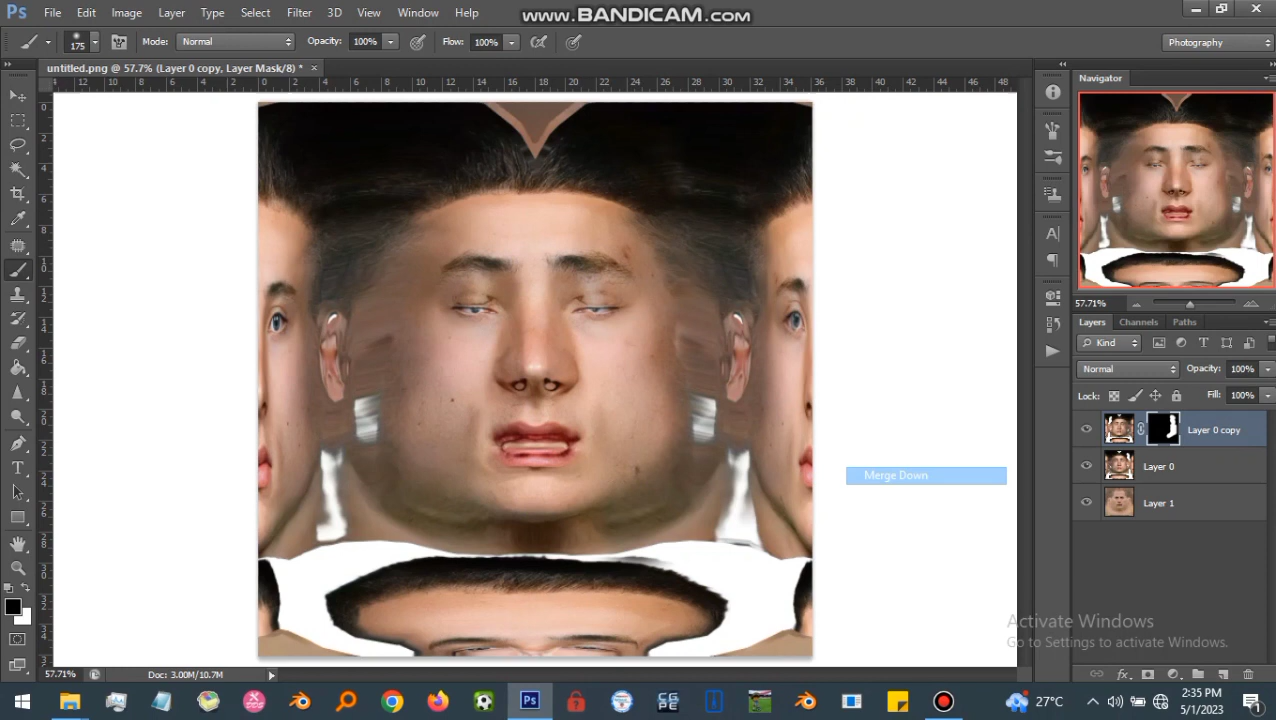 www.BANDICAM.com
Ps File Edit Image Layer Type Select Filter 3D View Window Help
175 Mode: Normal Opacity: 100% Flow: 100% Photography
untitled.png @ 57.7% (Layer 0 copy, Layer Mask/8) * ×
Navigator
57.71%
Layers Channels Paths
Kind
Normal Opacity: 100%
Lock: Fill: 100%
Layer 0 copy
Layer 0
Layer 1
Merge Down
Activate Windows
Go to Settings to activate Windows.
57.71% Doc: 3.00M/10.7M
Ps CG PE 27°C 2:35 PM
5/1/2023